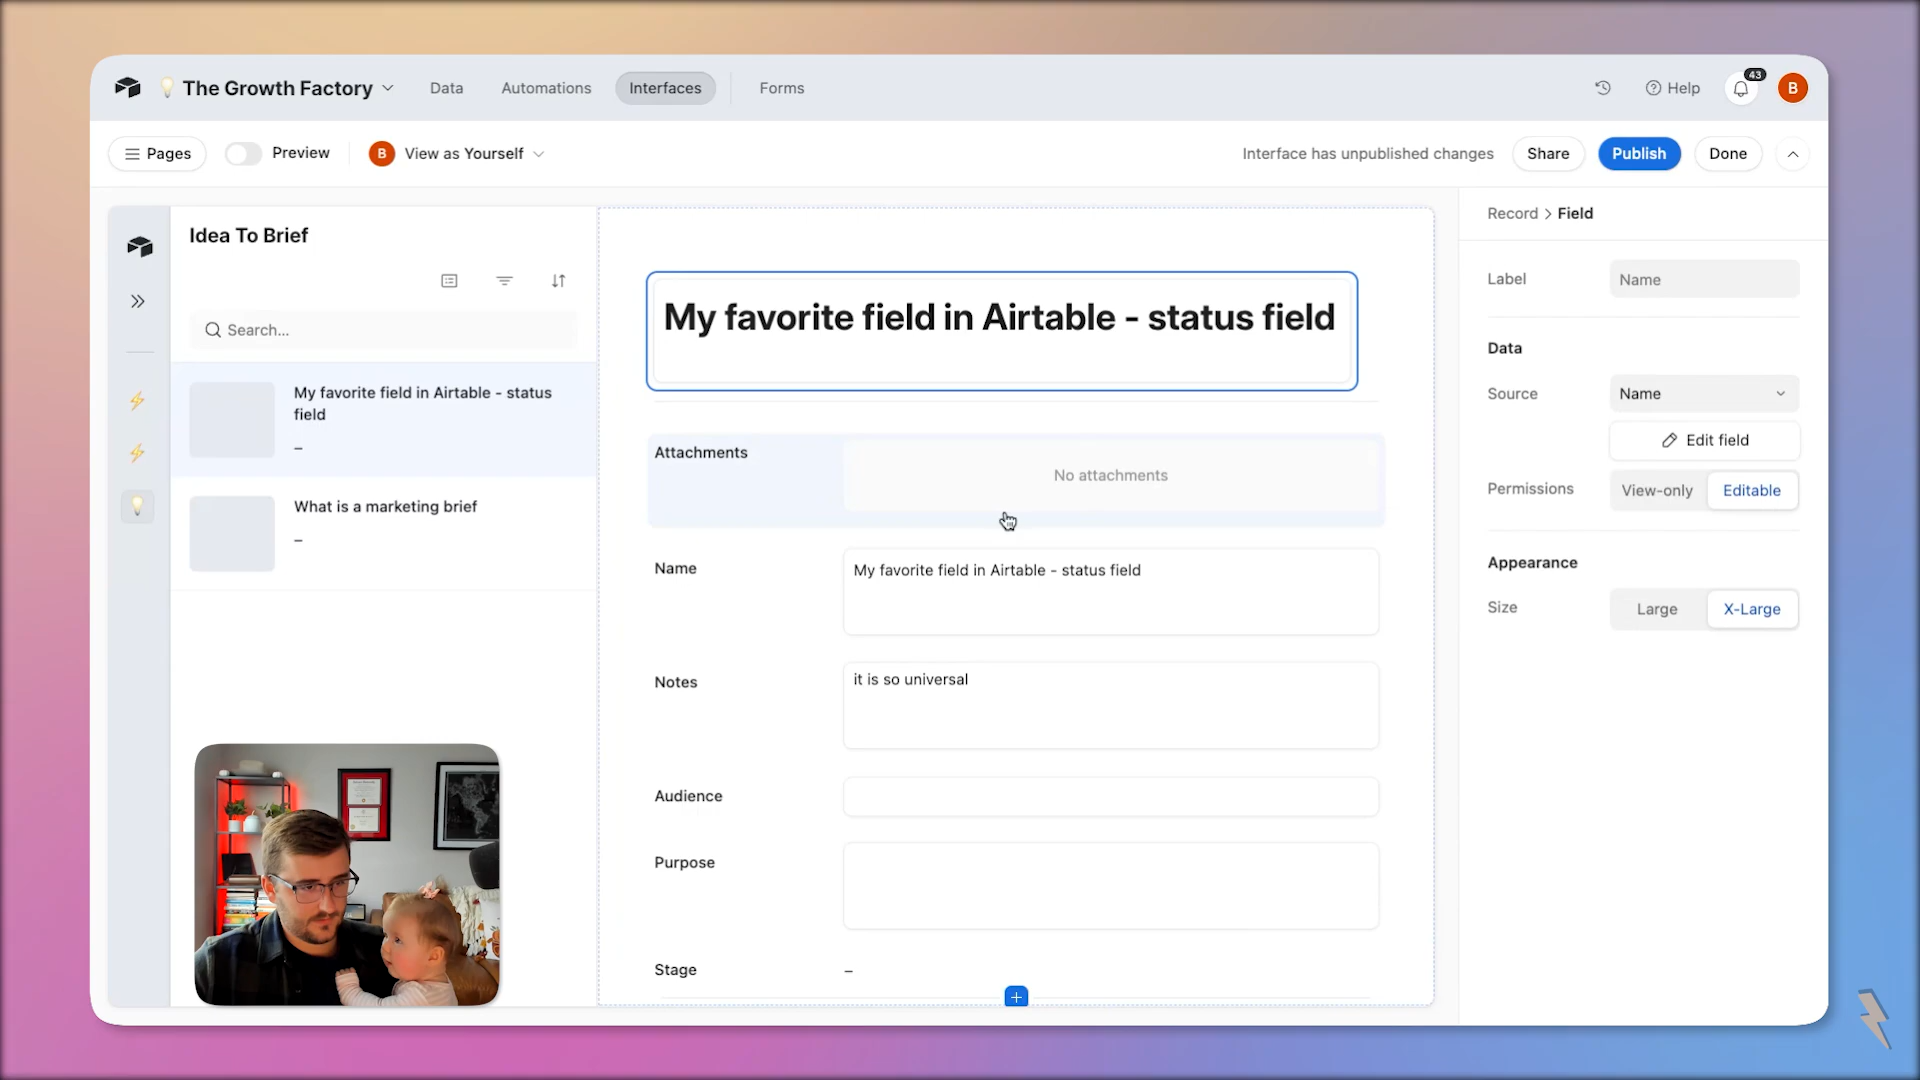 The Growth Factory
Data
Automations
Interfaces
Forms
Help
43
B
Pages
Preview
B
View as Yourself
Interface has unpublished changes
Share
Publish
Done
Idea To Brief
Search...
My favorite field in Airtable - status
field
–
What is a marketing brief
–
My favorite field in Airtable - status field
Attachments
No attachments
Name
My favorite field in Airtable - status field
Notes
it is so universal
Audience
Purpose
Stage
–
Record > Field
Label
Name
Data
Source
Name
Edit field
Permissions
View-only
Editable
Appearance
Size
Large
X-Large